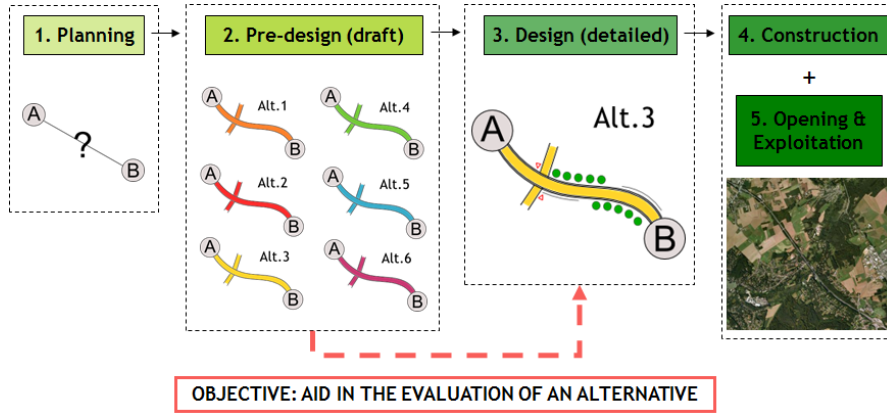 1. Planning
A
?
B
2. Pre-design (draft)
A
Alt.1
B
A
Alt.4
B
A
Alt.2
B
A
Alt.5
B
A
Alt.3
B
A
Alt.6
B
3. Design (detailed)
A
Alt.3
B
4. Construction
+
5. Opening &
Exploitation
OBJECTIVE: AID IN THE EVALUATION OF AN ALTERNATIVE